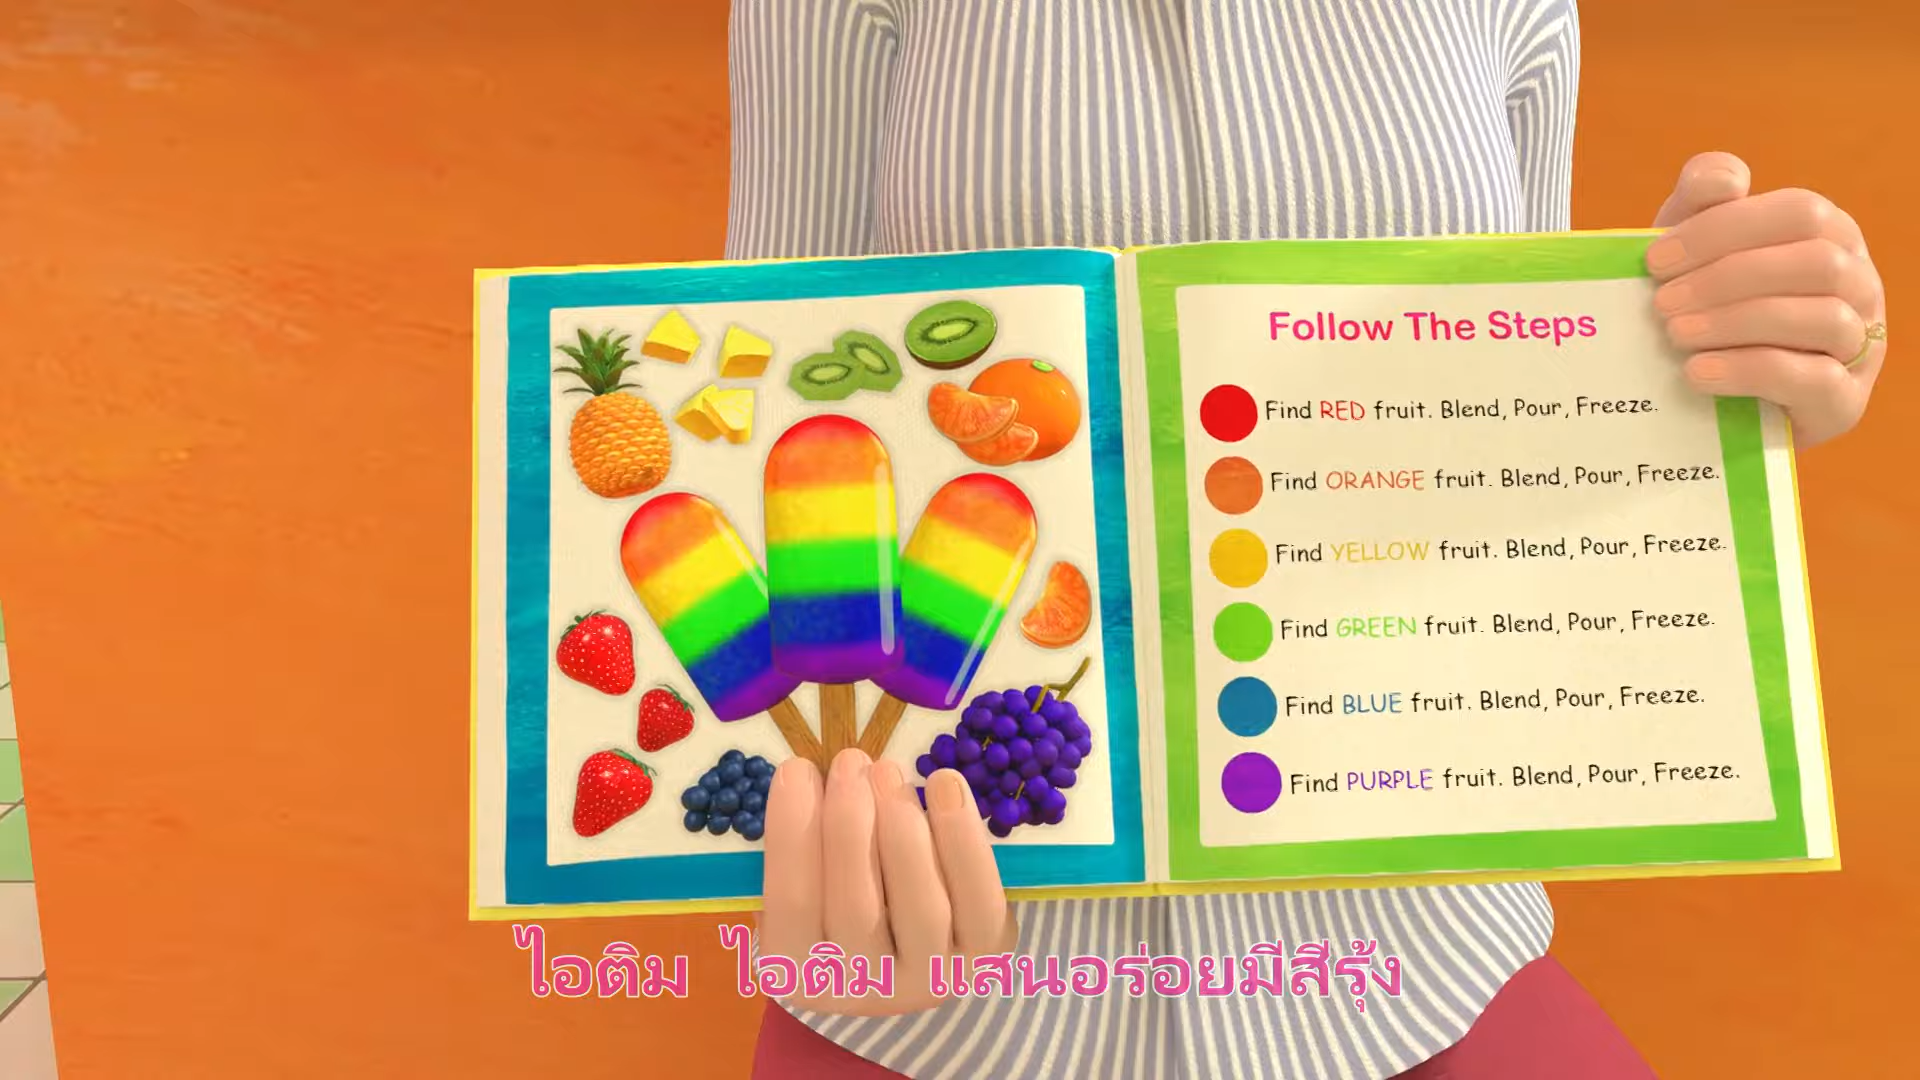 Follow The Steps
Find RED fruit. Blend, Pour, Freeze.
Find ORANGE fruit. Blend, Pour, Freeze.
Find YELLOW fruit. Blend, Pour, Freeze.
Find GREEN fruit. Blend, Pour, Freeze.
Find BLUE fruit. Blend, Pour, Freeze.
Find PURPLE fruit. Blend, Pour, Freeze.
ไอติม ไอติม แสนอร่อยมีสีรุ้ง